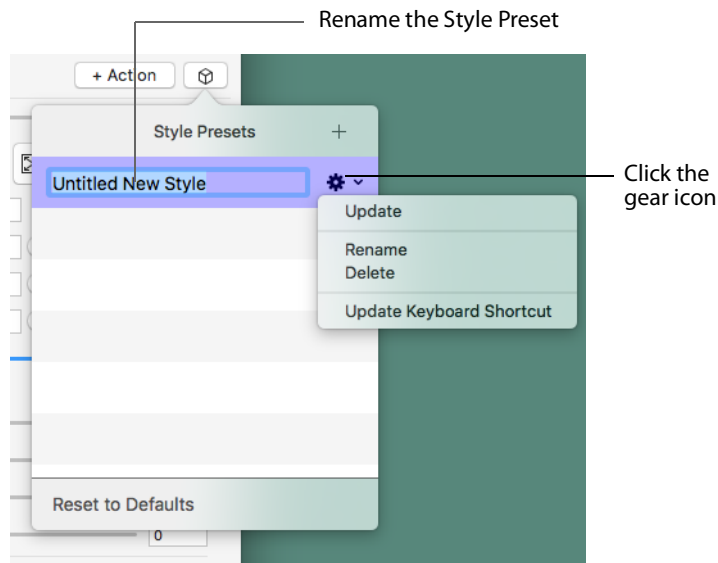 Rename the Style Preset
+ Action
Style Presets +
Untitled New Style
Click the
gear icon
Update
Rename
Delete
Update Keyboard Shortcut
Reset to Defaults
0